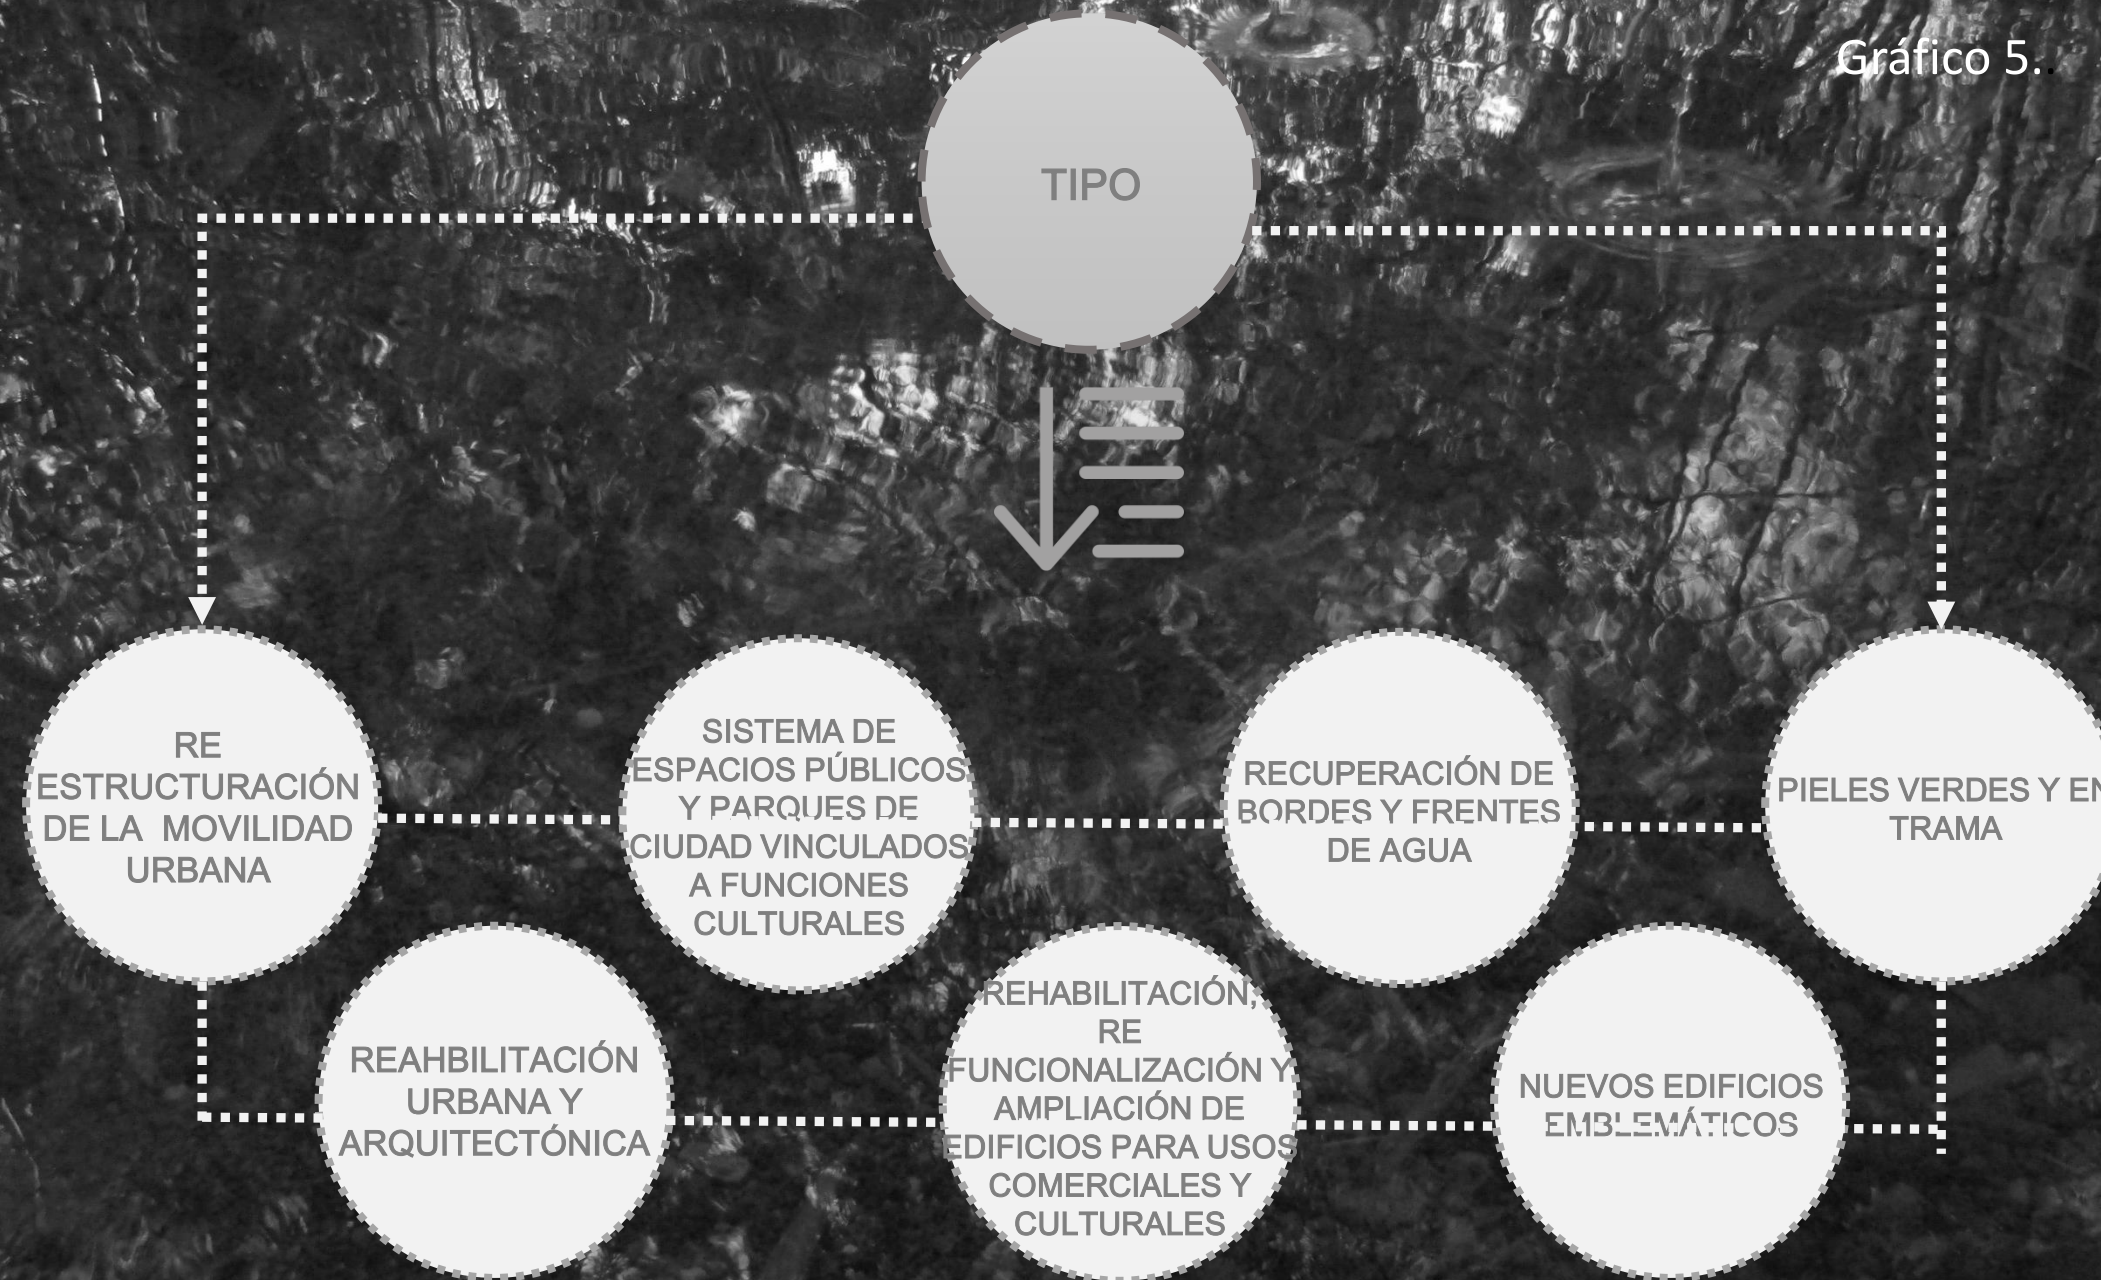 Gráfico 5..
TIPO
RE
ESTRUCTURACIÓN
DE LA MOVILIDAD
URBANA
SISTEMA DE
ESPACIOS PÚBLICOS
Y PARQUES DE
CIUDAD VINCULADOS
A FUNCIONES
CULTURALES
RECUPERACIÓN DE
BORDES Y FRENTES
DE AGUA
PIELES VERDES Y EN
TRAMA
REAHBILITACIÓN
URBANA Y
ARQUITECTÓNICA
REHABILITACIÓN,
RE
FUNCIONALIZACIÓN Y
AMPLIACIÓN DE
EDIFICIOS PARA USOS
COMERCIALES Y
CULTURALES
NUEVOS EDIFICIOS
EMBLEMÁTICOS